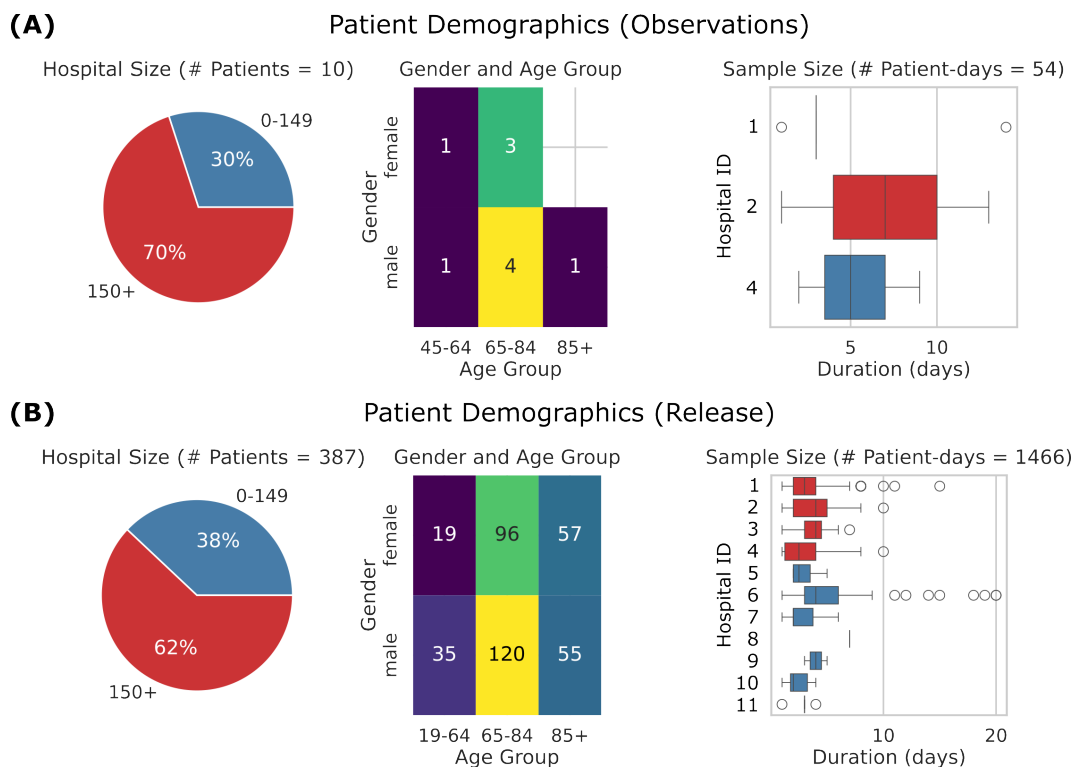 (A) Patient Demographics (Observations)
Hospital Size (# Patients = 10)
0-149
30%
70%
150+
Gender and Age Group
Gender
female
male
1 3
1 4 1
45-64 65-84 85+
Age Group
Sample Size (# Patient-days = 54)
Hospital ID
1
2
4
5 10
Duration (days)
(B) Patient Demographics (Release)
Hospital Size (# Patients = 387)
0-149
38%
62%
150+
Gender and Age Group
Gender
female
male
19 96 57
35 120 55
19-64 65-84 85+
Age Group
Sample Size (# Patient-days = 1466)
Hospital ID
1
2
3
4
5
6
7
8
9
10
11
10 20
Duration (days)